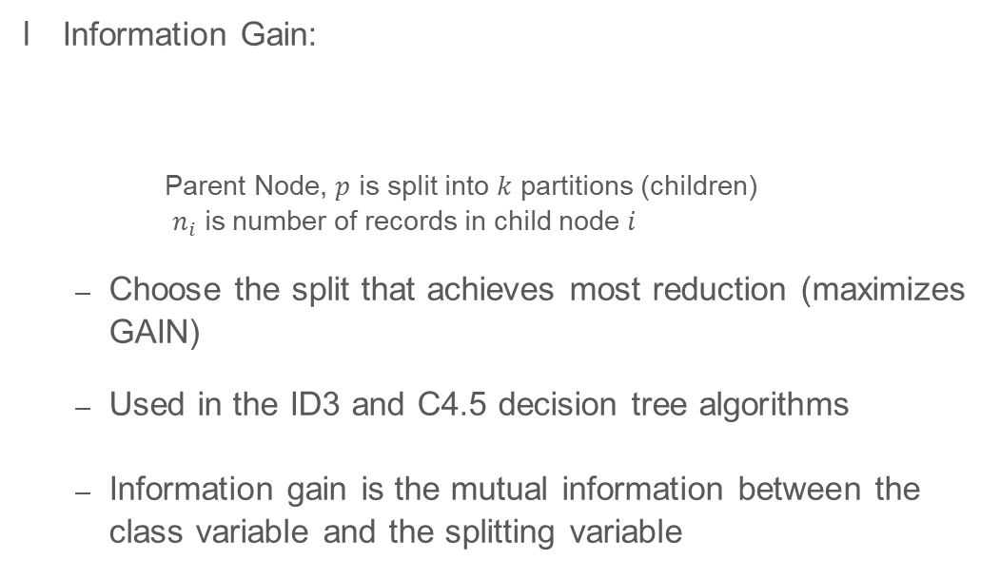 l Information Gain:
Parent Node, p is split into k partitions (children)
nᵢ is number of records in child node i
– Choose the split that achieves most reduction (maximizes
GAIN)
– Used in the ID3 and C4.5 decision tree algorithms
– Information gain is the mutual information between the
class variable and the splitting variable